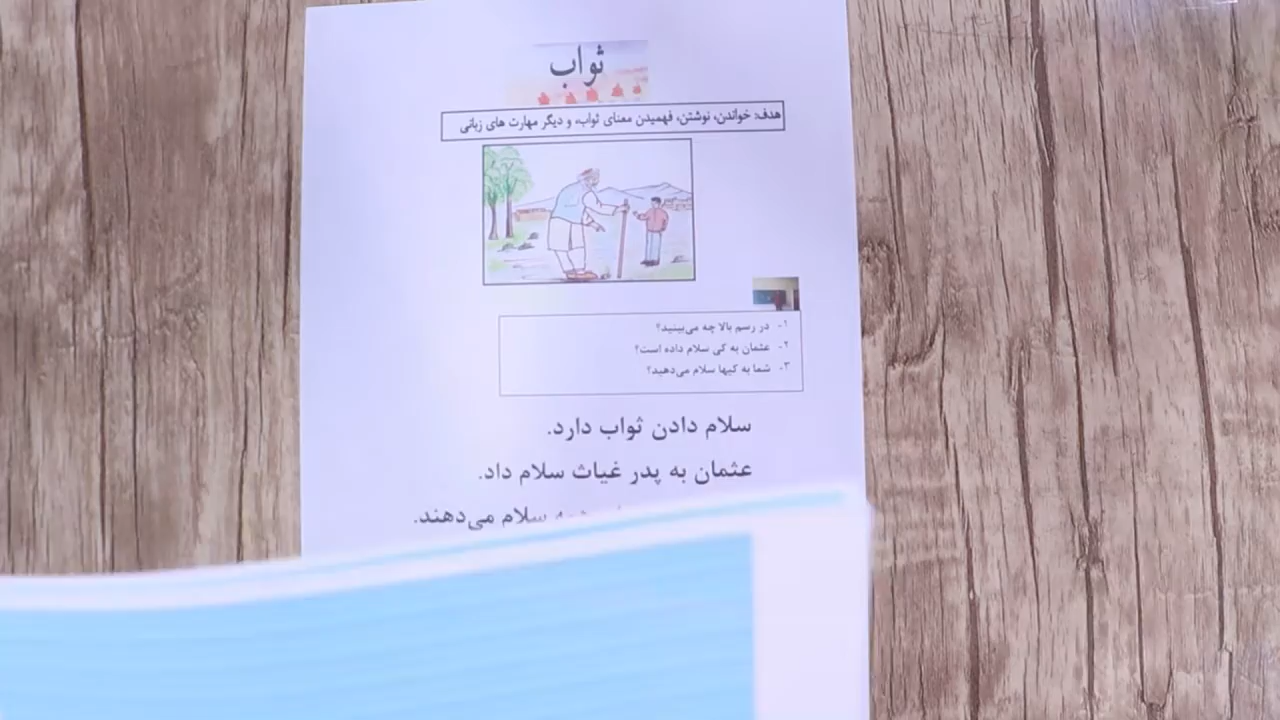 ثواب
هدف: خواندن، نوشتن، فهمیدن معنای ثواب، و دیگر مهارت های زبانی
۱- در رسم بالا چه می‌بینید؟
۲- عثمان به کی سلام داده است؟
۳- شما به کیها سلام می‌دهید؟
سلام دادن ثواب دارد.
عثمان به پدر غیاث سلام داد.
سلام می‌دهند.